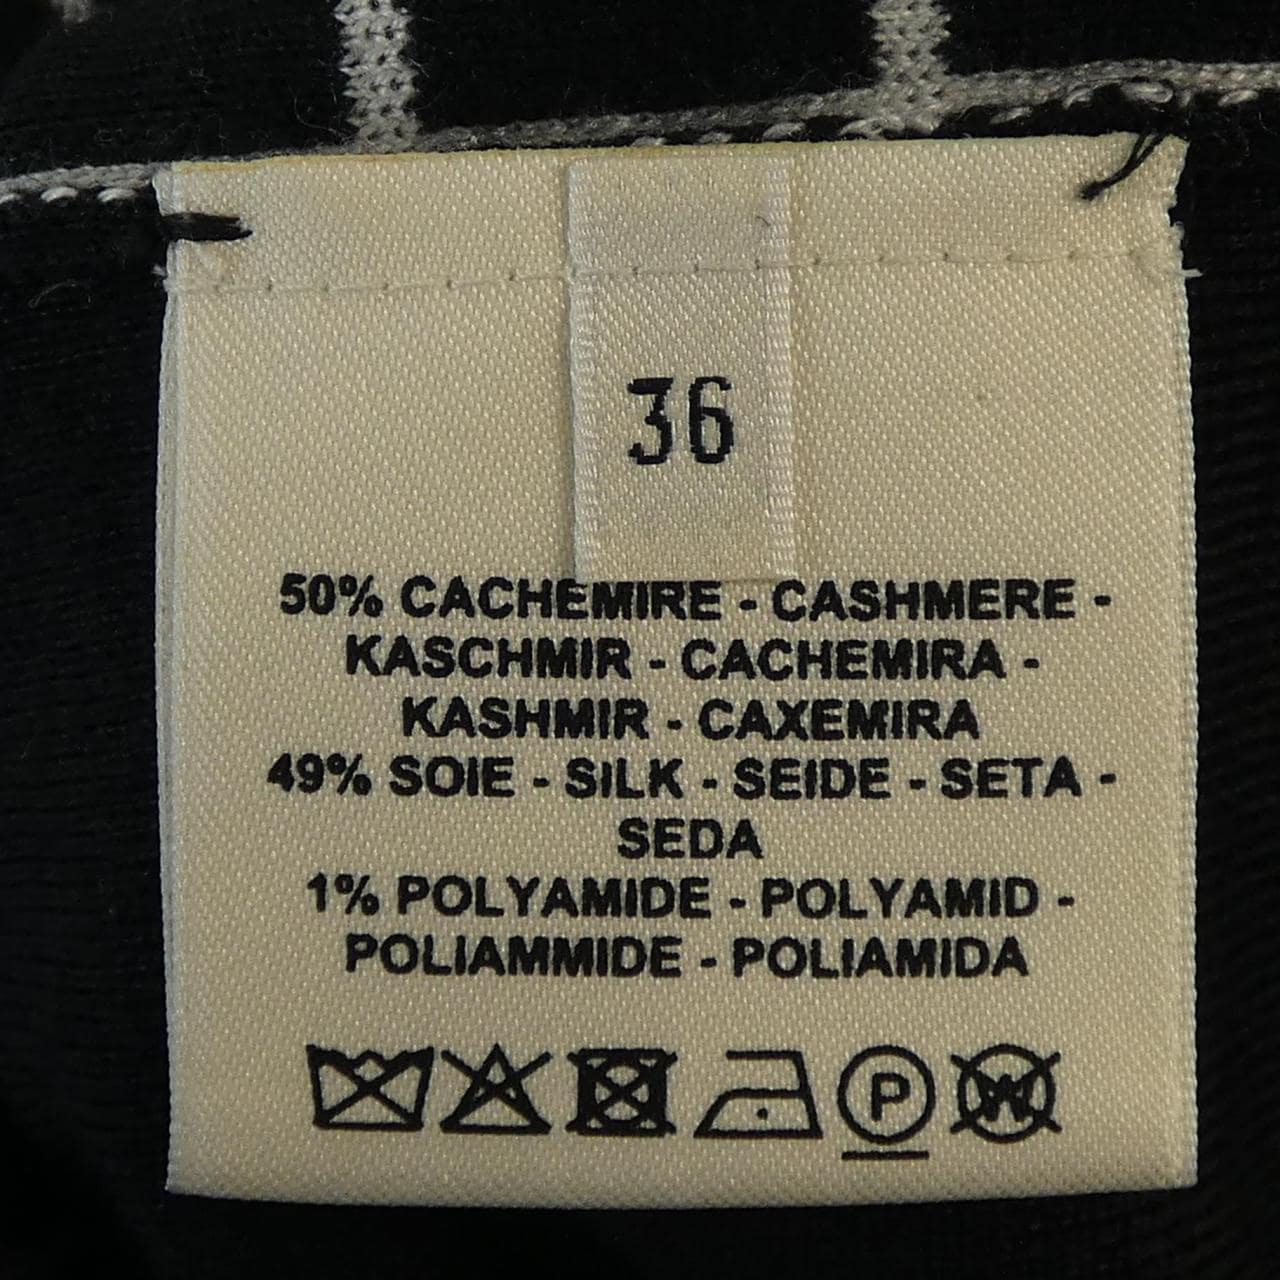 36
50% CACHEMIRE - CASHMERE -
KASCHMIR - CACHEMIRA -
KASHMIR - CAXEMIRA
49% SOIE - SILK - SEIDE - SETA -
SEDA
1% POLYAMIDE - POLYAMID -
POLIAMMIDE - POLIAMIDA
P W